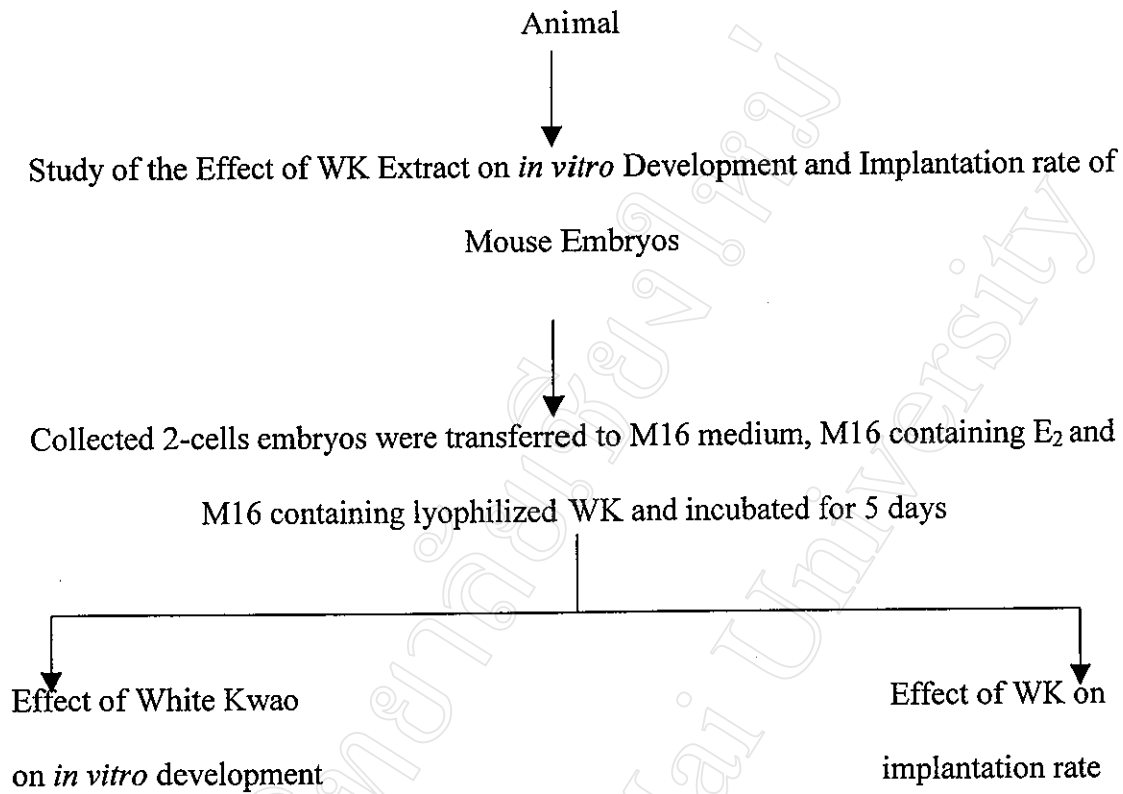 Animal
Study of the Effect of WK Extract on in vitro Development and Implantation rate of
Mouse Embryos
Collected 2-cells embryos were transferred to M16 medium, M16 containing E₂ and
M16 containing lyophilized WK and incubated for 5 days
Effect of White Kwao
on in vitro development
Effect of WK on
implantation rate